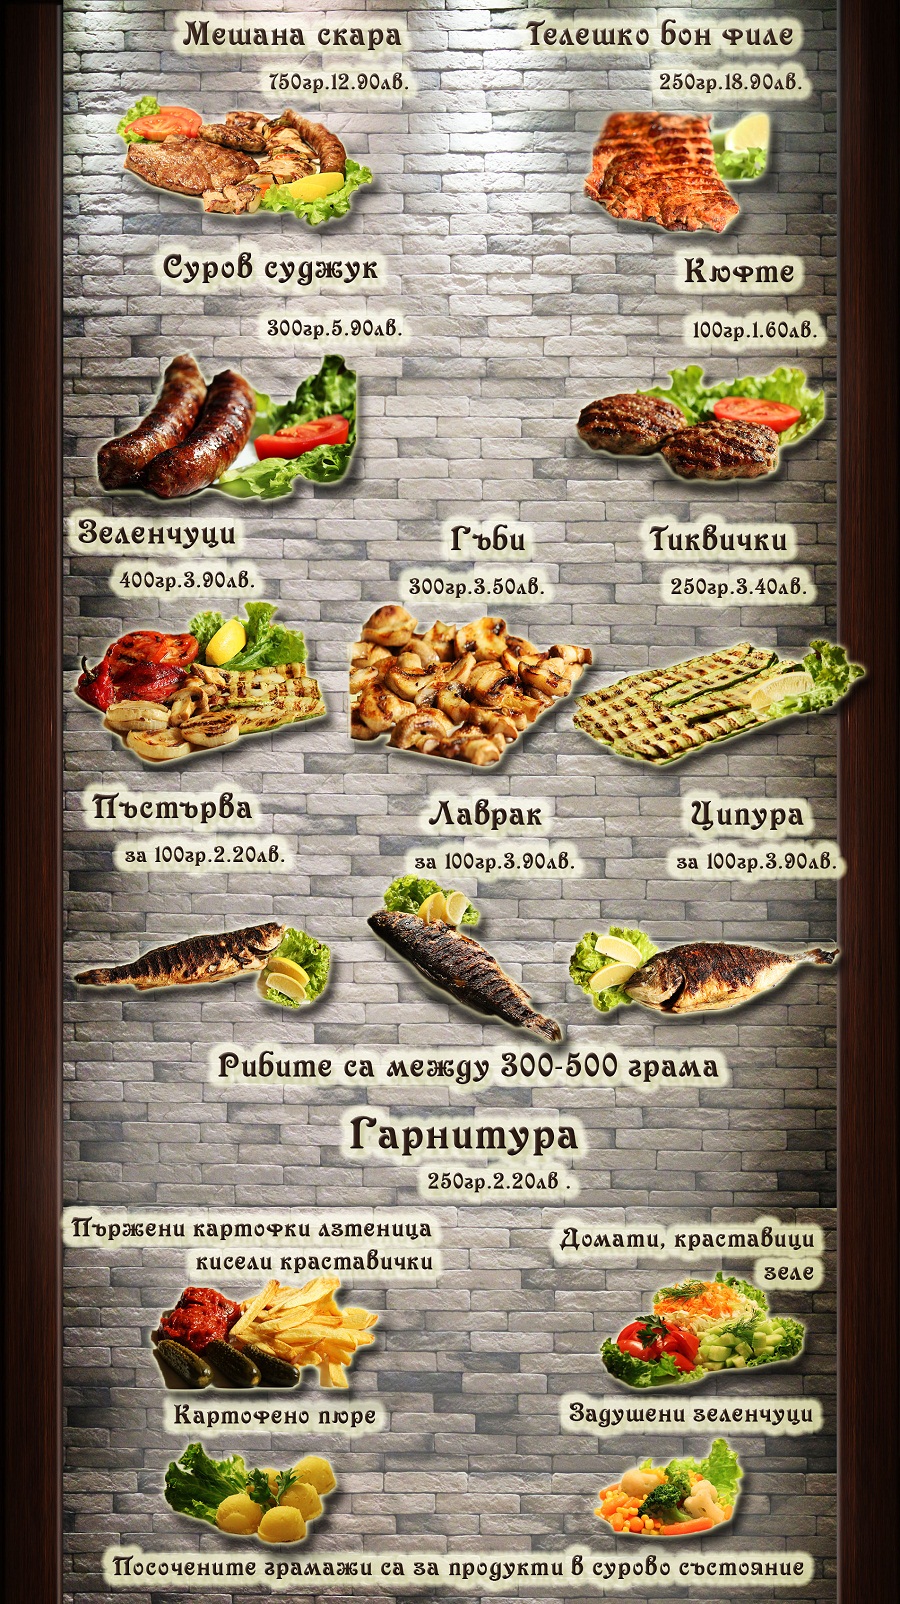 Мешана скара
750гр.12.90лв.
Телешко бон филе
250гр.18.90лв.
Суров суджук
300гр.5.90лв.
Кюфте
100гр.1.60лв.
Зеленчуци
400гр.3.90лв.
Гъби
300гр.3.50лв.
Тиквички
250гр.3.40лв.
Пъстърва
за 100гр.2.20лв.
Лаврак
за 100гр.3.90лв.
Ципура
за 100гр.3.90лв.
Рибите са между 300-500 грама
Гарнитура
250гр.2.20лв .
Пържени картофки лзтеница
кисели краставички
Домати, краставици
зеле
Картофено пюре
Задушени зеленчуци
Посочените грамажи са за продукти в сурово състояние